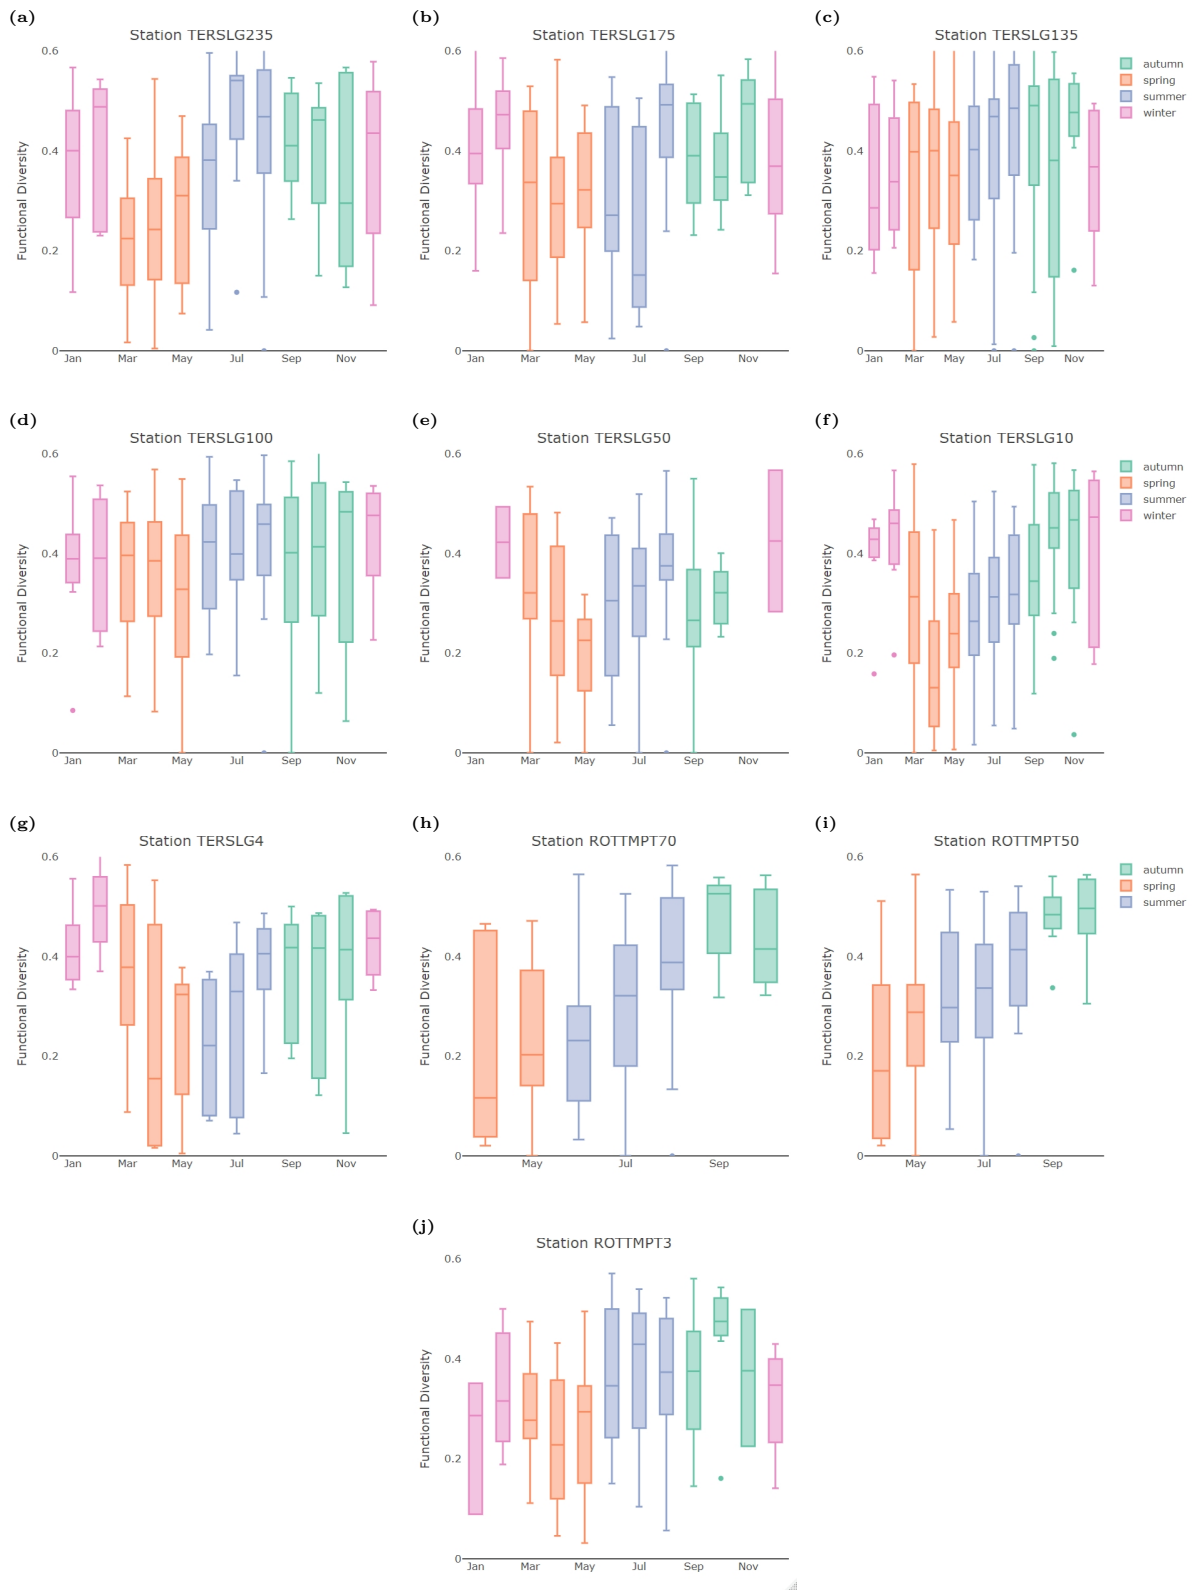 (a)
Station TERSLG235
0.6
0.4
0.2
0
Functional Diversity
Jan Mar May Jul Sep Nov
(b)
Station TERSLG175
0.6
0.4
0.2
0
Functional Diversity
Jan Mar May Jul Sep Nov
(c)
Station TERSLG135
0.6
0.4
0.2
0
Functional Diversity
Jan Mar May Jul Sep Nov
autumn
spring
summer
winter
(d)
Station TERSLG100
0.6
0.4
0.2
0
Functional Diversity
Jan Mar May Jul Sep Nov
(e)
Station TERSLG50
0.6
0.4
0.2
0
Functional Diversity
Jan Mar May Jul Sep Nov
(f)
Station TERSLG10
0.6
0.4
0.2
0
Functional Diversity
Jan Mar May Jul Sep Nov
autumn
spring
summer
winter
(g)
Station TERSLG4
0.6
0.4
0.2
0
Functional Diversity
Jan Mar May Jul Sep Nov
(h)
Station ROTTMPT70
0.6
0.4
0.2
0
Functional Diversity
May Jul Sep
(i)
Station ROTTMPT50
0.6
0.4
0.2
0
Functional Diversity
May Jul Sep
autumn
spring
summer
(j)
Station ROTTMPT3
0.6
0.4
0.2
0
Functional Diversity
Jan Mar May Jul Sep Nov